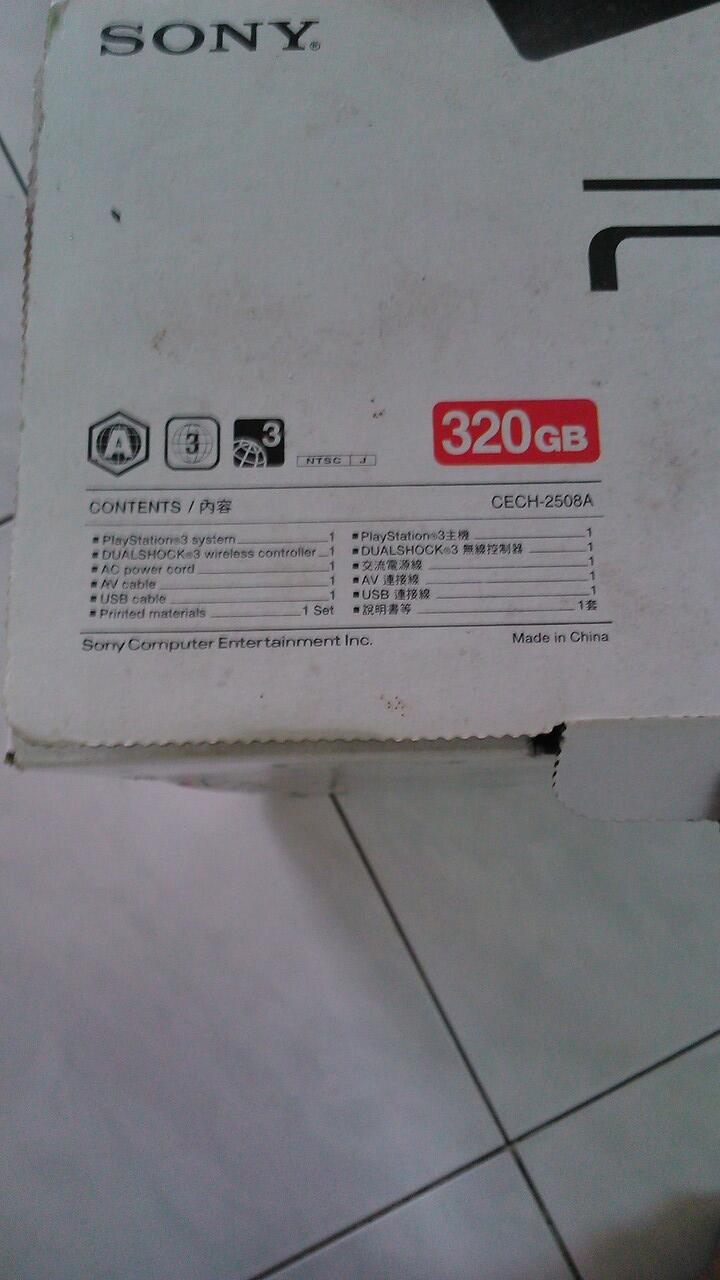 SONY®
A 3 3 NTSC J 320GB
CONTENTS / 內容 CECH-2508A
▪ PlayStation®3 system 1
▪ DUALSHOCK®3 wireless controller 1
▪ AC power cord 1
▪ AV cable 1
▪ USB cable 1
▪ Printed materials 1 Set
▪ PlayStation®3主機 1
▪ DUALSHOCK®3 無線控制器 1
▪ 交流電源線 1
▪ AV 連接線 1
▪ USB 連接線 1
▪ 說明書等 1套
Sony Computer Entertainment Inc. Made in China